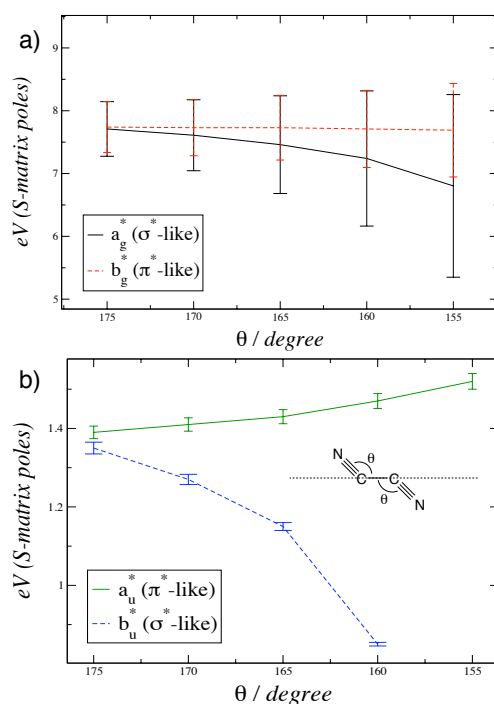 a)
9
8
7
6
5
eV (S-matrix poles)
a*g (σ*-like)
b*g (π*-like)
175 170 165 160 155
θ / degree
b)
1.4
1.2
1
eV (S-matrix poles)
N
θ
C C
θ
N
a*u (π*-like)
b*u (σ*-like)
175 170 165 160 155
θ / degree